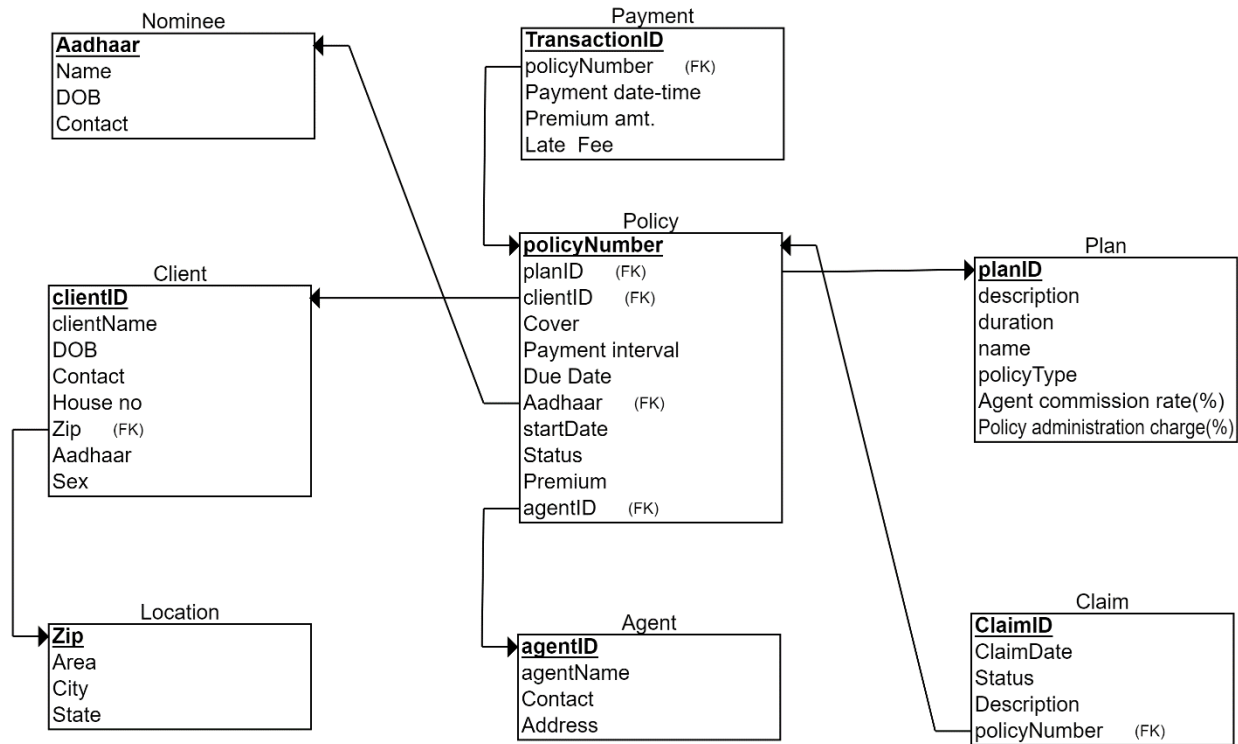 Nominee
Aadhaar
Name
DOB
Contact
Payment
TransactionID
policyNumber (FK)
Payment date-time
Premium amt.
Late Fee
Policy
policyNumber
planID (FK)
clientID (FK)
Cover
Payment interval
Due Date
Aadhaar (FK)
startDate
Status
Premium
agentID (FK)
Plan
planID
description
duration
name
policyType
Agent commission rate(%)
Policy administration charge(%)
Client
clientID
clientName
DOB
Contact
House no
Zip (FK)
Aadhaar
Sex
Location
Zip
Area
City
State
Agent
agentID
agentName
Contact
Address
Claim
ClaimID
ClaimDate
Status
Description
policyNumber (FK)